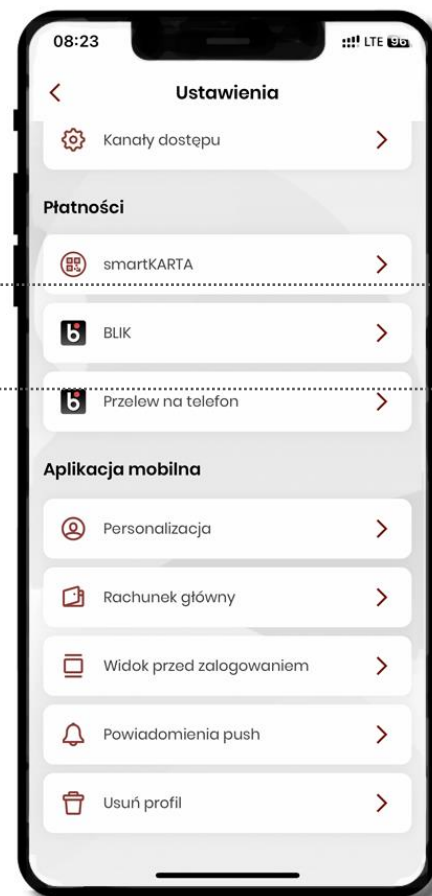 08:23
LTE 96
Ustawienia
Kanały dostępu
Płatności
smartKARTA
BLIK
Przelew na telefon
Aplikacja mobilna
Personalizacja
Rachunek główny
Widok przed zalogowaniem
Powiadomienia push
Usuń profil